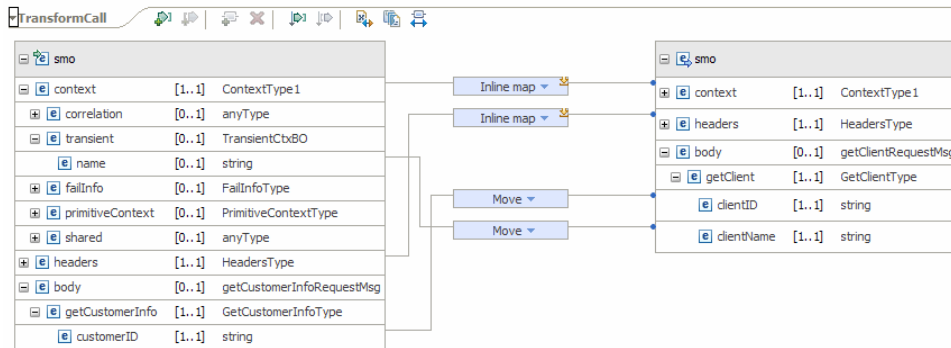 TransformCall
smo
context [1..1] ContextType1
correlation [0..1] anyType
transient [0..1] TransientCtxBO
name [0..1] string
failInfo [0..1] FailInfoType
primitiveContext [0..1] PrimitiveContextType
shared [0..1] anyType
headers [1..1] HeadersType
body [0..1] getCustomerInfoRequestMsg
getCustomerInfo [1..1] GetCustomerInfoType
customerID [1..1] string
Inline map
Inline map
Move
Move
smo
context [1..1] ContextType1
headers [1..1] HeadersType
body [0..1] getClientRequestMsg
getClient [1..1] GetClientType
clientID [1..1] string
clientName [1..1] string